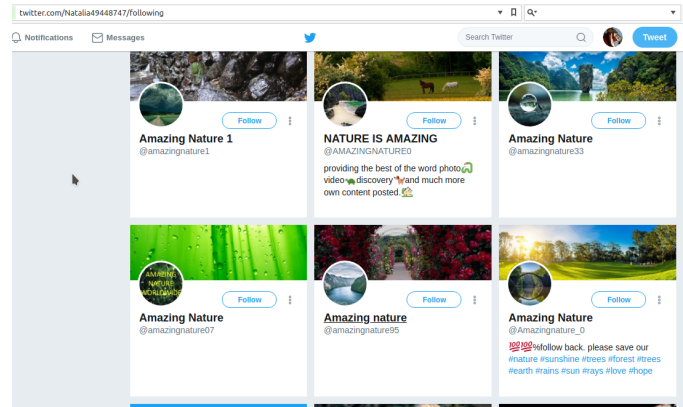 twitter.com/Natalia49448747/following
Notifications Messages Search Twitter Tweet
Follow Follow Follow
Amazing Nature 1
@amazingnature1
NATURE IS AMAZING
@AMAZINGNATURE0
providing the best of the word photo
video discovery and much more
own content posted.
Amazing Nature
@amazingnature33
AMAZING
NATURE
WORLDWIDE
Follow Follow Follow
Amazing Nature
@amazingnature07
Amazing nature
@amazingnature95
Amazing Nature
@Amazingnature_0
💯💯%follow back. please save our
#nature #sunshine #trees #forest #trees
#earth #rains #sun #rays #love #hope